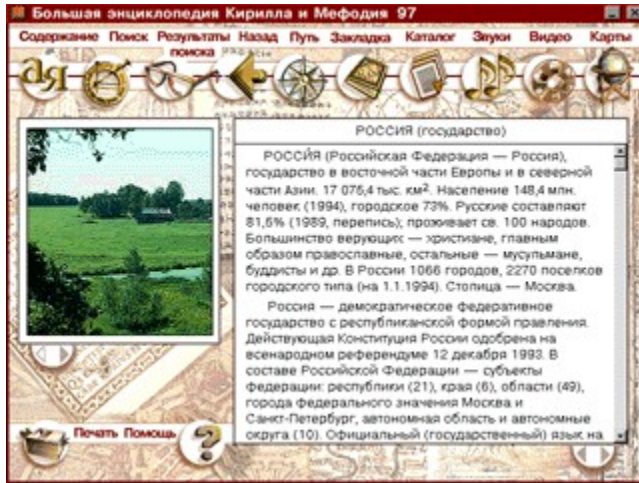 Большая энциклопедия Кирилла и Мефодия 97
Содержание Поиск Результаты поиска Назад Путь Закладка Каталог Звуки Видео Карты
ая
РОССИЯ (государство)
РОССИ́Я (Российская Федерация — Россия),
государство в восточной части Европы и в северной
части Азии. 17 075,4 тыс. км². Население 148,4 млн.
человек (1994), городское 73%. Русские составляют
81,5% (1989, перепись); проживает св. 100 народов.
Большинство верующих — христиане, главным
образом православные, остальные — мусульмане,
буддисты и др. В России 1066 городов, 2270 поселков
городского типа (на 1.1.1994). Столица — Москва.
Россия — демократическое федеративное
государство с республиканской формой правления.
Действующая Конституция России одобрена на
всенародном референдуме 12 декабря 1993. В
составе Российской Федерации — субъекты
федерации: республики (21), края (6), области (49),
города федерального значения Москва и
Санкт-Петербург, автономная область и автономные
округа (10). Официальный (государственный) язык на
Печать Помощь
?